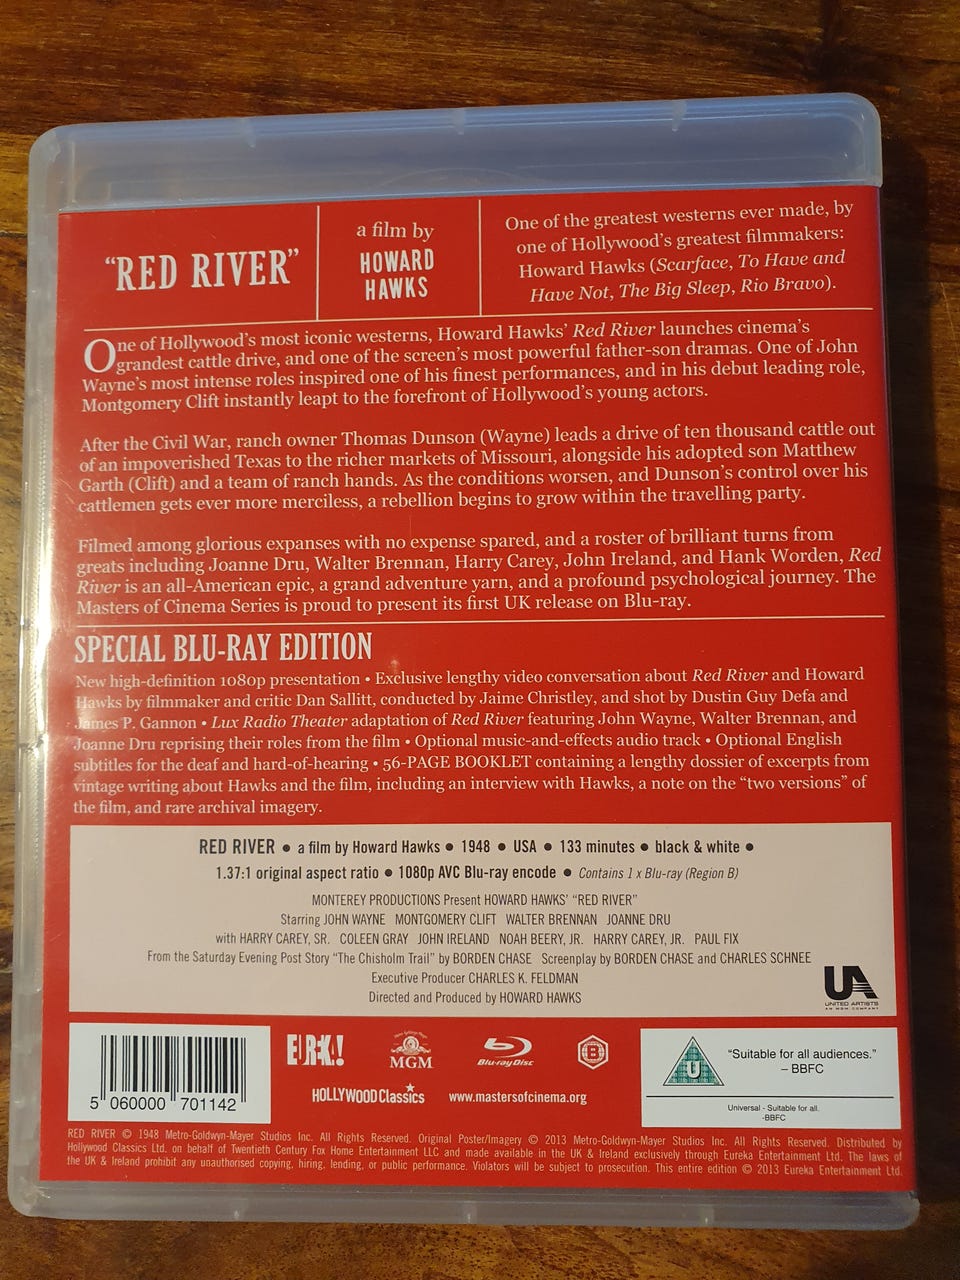 "RED RIVER"
a film by
HOWARD
HAWKS
One of the greatest westerns ever made, by
one of Hollywood's greatest filmmakers:
Howard Hawks (Scarface, To Have and
Have Not, The Big Sleep, Rio Bravo).
One of Hollywood's most iconic westerns, Howard Hawks' Red River launches cinema's
grandest cattle drive, and one of the screen's most powerful father-son dramas. One of John
Wayne's most intense roles inspired one of his finest performances, and in his debut leading role,
Montgomery Clift instantly leapt to the forefront of Hollywood's young actors.
After the Civil War, ranch owner Thomas Dunson (Wayne) leads a drive of ten thousand cattle out
of an impoverished Texas to the richer markets of Missouri, alongside his adopted son Matthew
Garth (Clift) and a team of ranch hands. As the conditions worsen, and Dunson's control over his
cattlemen gets ever more merciless, a rebellion begins to grow within the travelling party.
Filmed among glorious expanses with no expense spared, and a roster of brilliant turns from
greats including Joanne Dru, Walter Brennan, Harry Carey, John Ireland, and Hank Worden, Red
River is an all-American epic, a grand adventure yarn, and a profound psychological journey. The
Masters of Cinema Series is proud to present its first UK release on Blu-ray.
SPECIAL BLU-RAY EDITION
New high-definition 1080p presentation • Exclusive lengthy video conversation about Red River and Howard
Hawks by filmmaker and critic Dan Sallitt, conducted by Jaime Christley, and shot by Dustin Guy Defa and
James P. Gannon • Lux Radio Theater adaptation of Red River featuring John Wayne, Walter Brennan, and
Joanne Dru reprising their roles from the film • Optional music-and-effects audio track • Optional English
subtitles for the deaf and hard-of-hearing • 56-PAGE BOOKLET containing a lengthy dossier of excerpts from
vintage writing about Hawks and the film, including an interview with Hawks, a note on the "two versions" of
the film, and rare archival imagery.
RED RIVER • a film by Howard Hawks • 1948 • USA • 133 minutes • black & white •
1.37:1 original aspect ratio • 1080p AVC Blu-ray encode • Contains 1 x Blu-ray (Region B)
MONTEREY PRODUCTIONS Present HOWARD HAWKS' "RED RIVER"
Starring JOHN WAYNE MONTGOMERY CLIFT WALTER BRENNAN JOANNE DRU
with HARRY CAREY, SR. COLEEN GRAY JOHN IRELAND NOAH BEERY, JR. HARRY CAREY, JR. PAUL FIX
From the Saturday Evening Post Story "The Chisholm Trail" by BORDEN CHASE Screenplay by BORDEN CHASE and CHARLES SCHNEE
Executive Producer CHARLES K. FELDMAN
Directed and Produced by HOWARD HAWKS
UA
UNITED ARTISTS
AN MGM COMPANY
5 060000 701142
EUREKA!
MGM
Blu-ray Disc
B
HOLLYWOOD Classics
www.mastersofcinema.org
U
"Suitable for all audiences."
– BBFC
Universal - Suitable for all.
-BBFC
RED RIVER © 1948 Metro-Goldwyn-Mayer Studios Inc. All Rights Reserved. Original Poster/Imagery © 2013 Metro-Goldwyn-Mayer Studios Inc. All Rights Reserved. Distributed by
Hollywood Classics Ltd. on behalf of Twentieth Century Fox Home Entertainment LLC and made available in the UK & Ireland exclusively through Eureka Entertainment Ltd. The laws of
the UK & Ireland prohibit any unauthorised copying, hiring, lending, or public performance. Violators will be subject to prosecution. This entire edition © 2013 Eureka Entertainment Ltd.